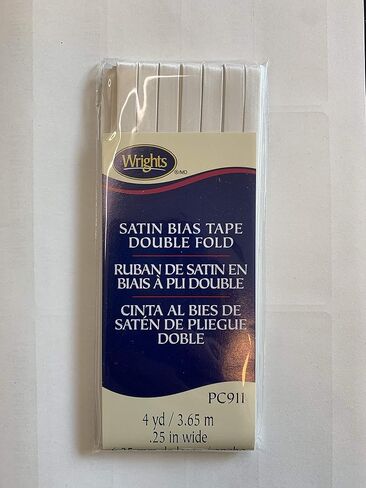 Wrights
®/MD
SATIN BIAS TAPE
DOUBLE FOLD
RUBAN DE SATIN EN
BIAIS À PLI DOUBLE
CINTA AL BIES DE
SATÉN DE PLIEGUE
DOBLE
PC911
4 yd / 3.65 m
.25 in wide